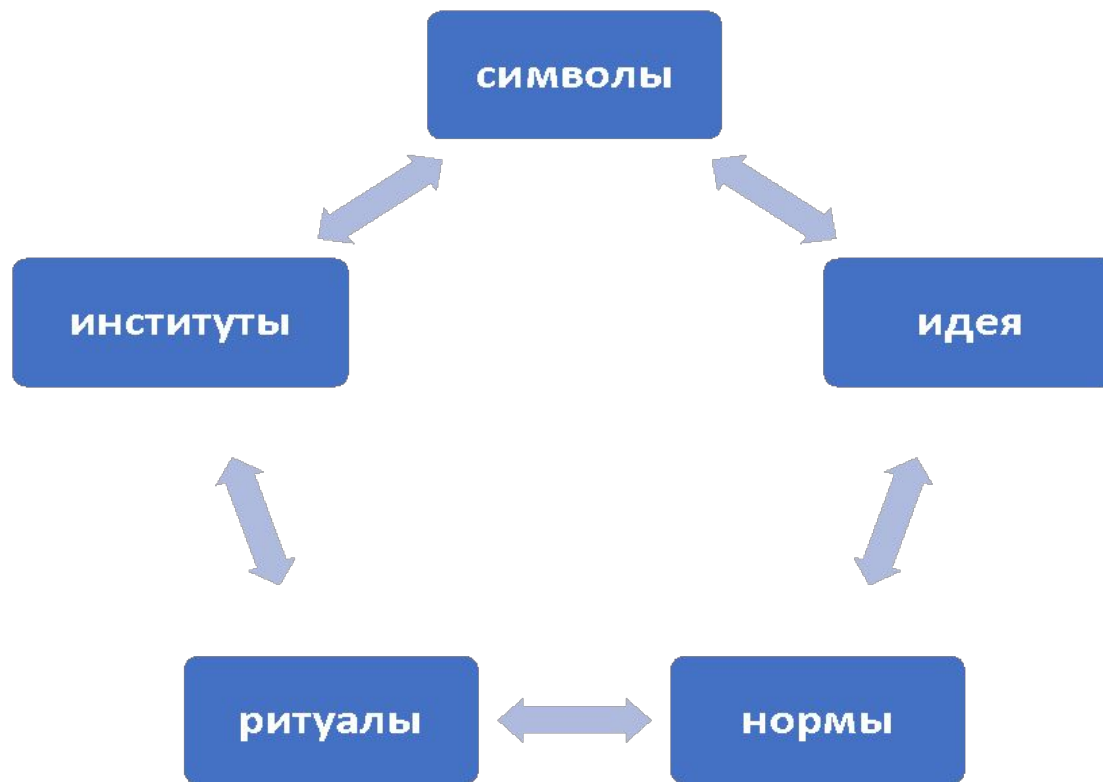 символы
институты
идея
ритуалы
нормы